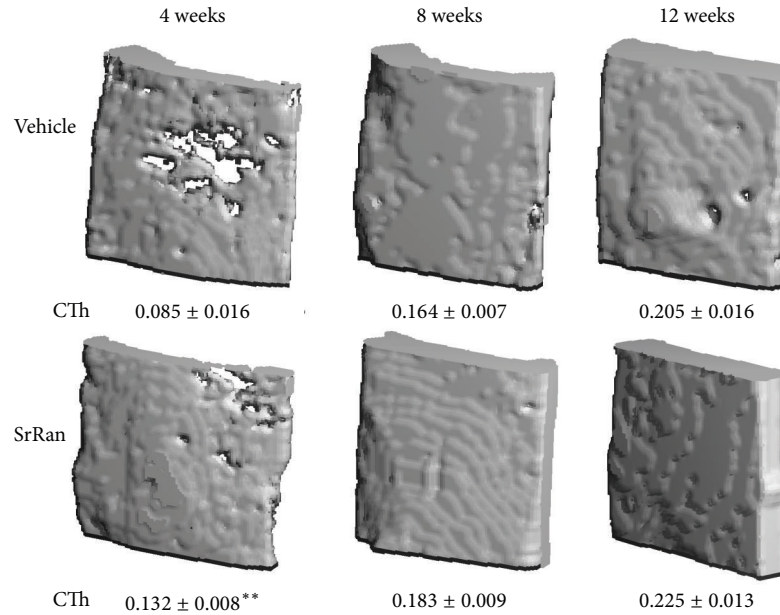 4 weeks 8 weeks 12 weeks
Vehicle
CTh 0.085 ± 0.016 0.164 ± 0.007 0.205 ± 0.016
SrRan
CTh 0.132 ± 0.008** 0.183 ± 0.009 0.225 ± 0.013